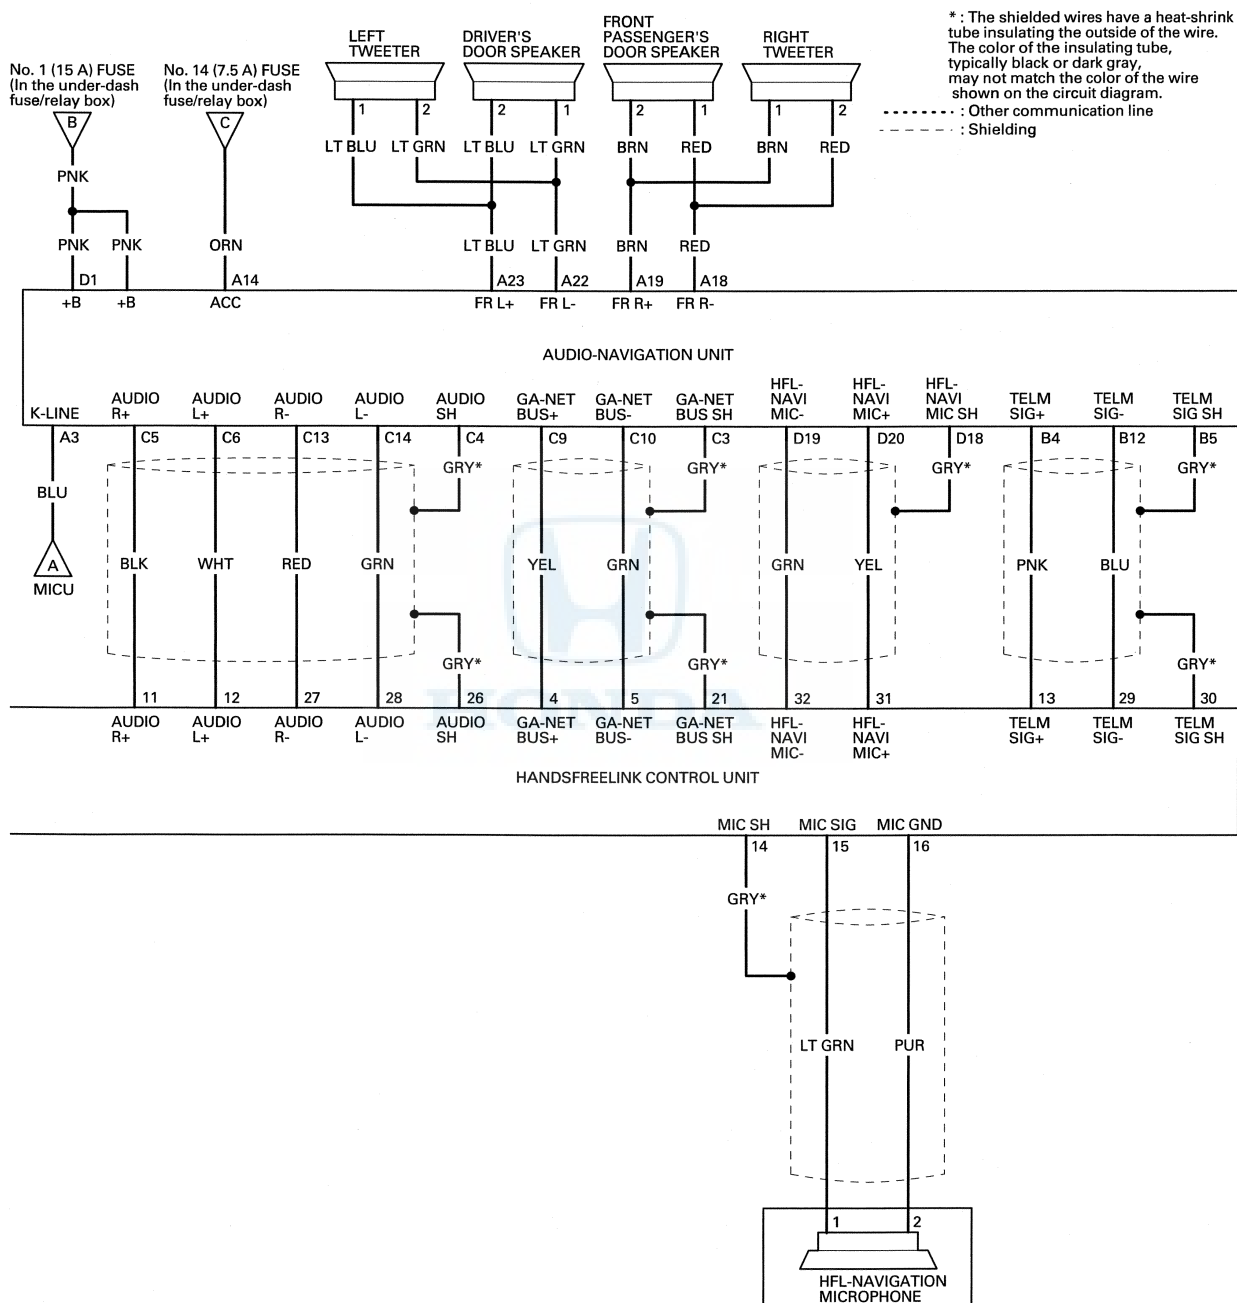 * : The shielded wires have a heat-shrink
tube insulating the outside of the wire.
The color of the insulating tube,
typically black or dark gray,
may not match the color of the wire
shown on the circuit diagram.
: Other communication line
: Shielding
LEFT
TWEETER
DRIVER'S
DOOR SPEAKER
FRONT
PASSENGER'S
DOOR SPEAKER
RIGHT
TWEETER
No. 1 (15 A) FUSE
(In the under-dash
fuse/relay box)
No. 14 (7.5 A) FUSE
(In the under-dash
fuse/relay box)
B
C
1 2 2 1 2 1 1 2
LT BLU LT GRN LT BLU LT GRN BRN RED BRN RED
PNK
PNK PNK ORN LT BLU LT GRN BRN RED
D1 A14 A23 A22 A19 A18
+B +B ACC FR L+ FR L- FR R+ FR R-
AUDIO-NAVIGATION UNIT
K-LINE
AUDIO
R+
AUDIO
L+
AUDIO
R-
AUDIO
L-
AUDIO
SH
GA-NET
BUS+
GA-NET
BUS-
GA-NET
BUS SH
HFL-
NAVI
MIC-
HFL-
NAVI
MIC+
HFL-
NAVI
MIC SH
TELM
SIG+
TELM
SIG-
TELM
SIG SH
A3 C5 C6 C13 C14 C4 C9 C10 C3 D19 D20 D18 B4 B12 B5
GRY* GRY* GRY* GRY*
BLU
A
MICU
BLK WHT RED GRN YEL GRN GRN YEL PNK BLU
GRY* GRY* GRY*
HONDA
11 12 27 28 26 4 5 21 32 31 13 29 30
AUDIO
R+
AUDIO
L+
AUDIO
R-
AUDIO
L-
AUDIO
SH
GA-NET
BUS+
GA-NET
BUS-
GA-NET
BUS SH
HFL-
NAVI
MIC-
HFL-
NAVI
MIC+
TELM
SIG+
TELM
SIG-
TELM
SIG SH
HANDSFREELINK CONTROL UNIT
MIC SH MIC SIG MIC GND
14 15 16
GRY*
LT GRN PUR
1 2
HFL-NAVIGATION
MICROPHONE